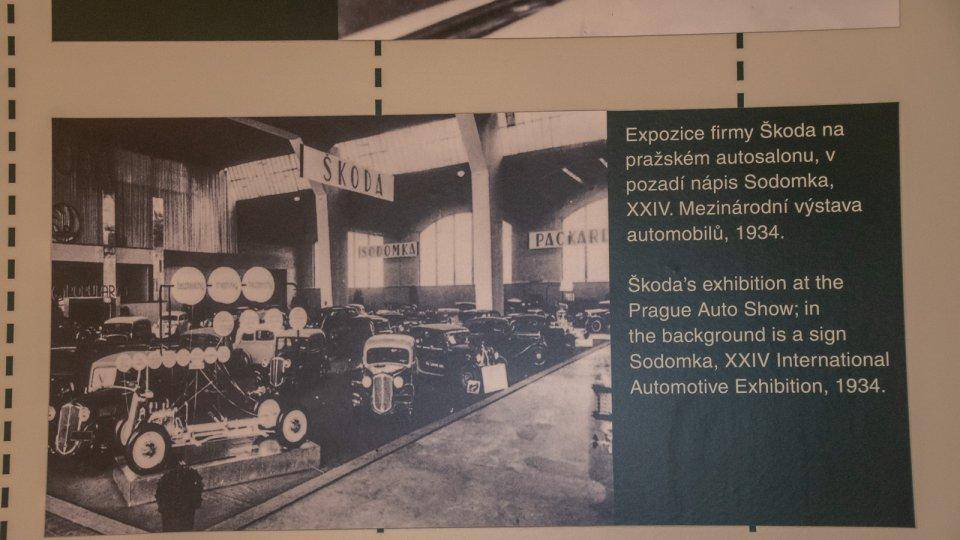 ŠKODA
SODOMKA
PACKARD
Expozice firmy Škoda na
pražském autosalonu, v
pozadí nápis Sodomka,
XXIV. Mezinárodní výstava
automobilů, 1934.
Škoda's exhibition at the
Prague Auto Show; in
the background is a sign
Sodomka, XXIV International
Automotive Exhibition, 1934.